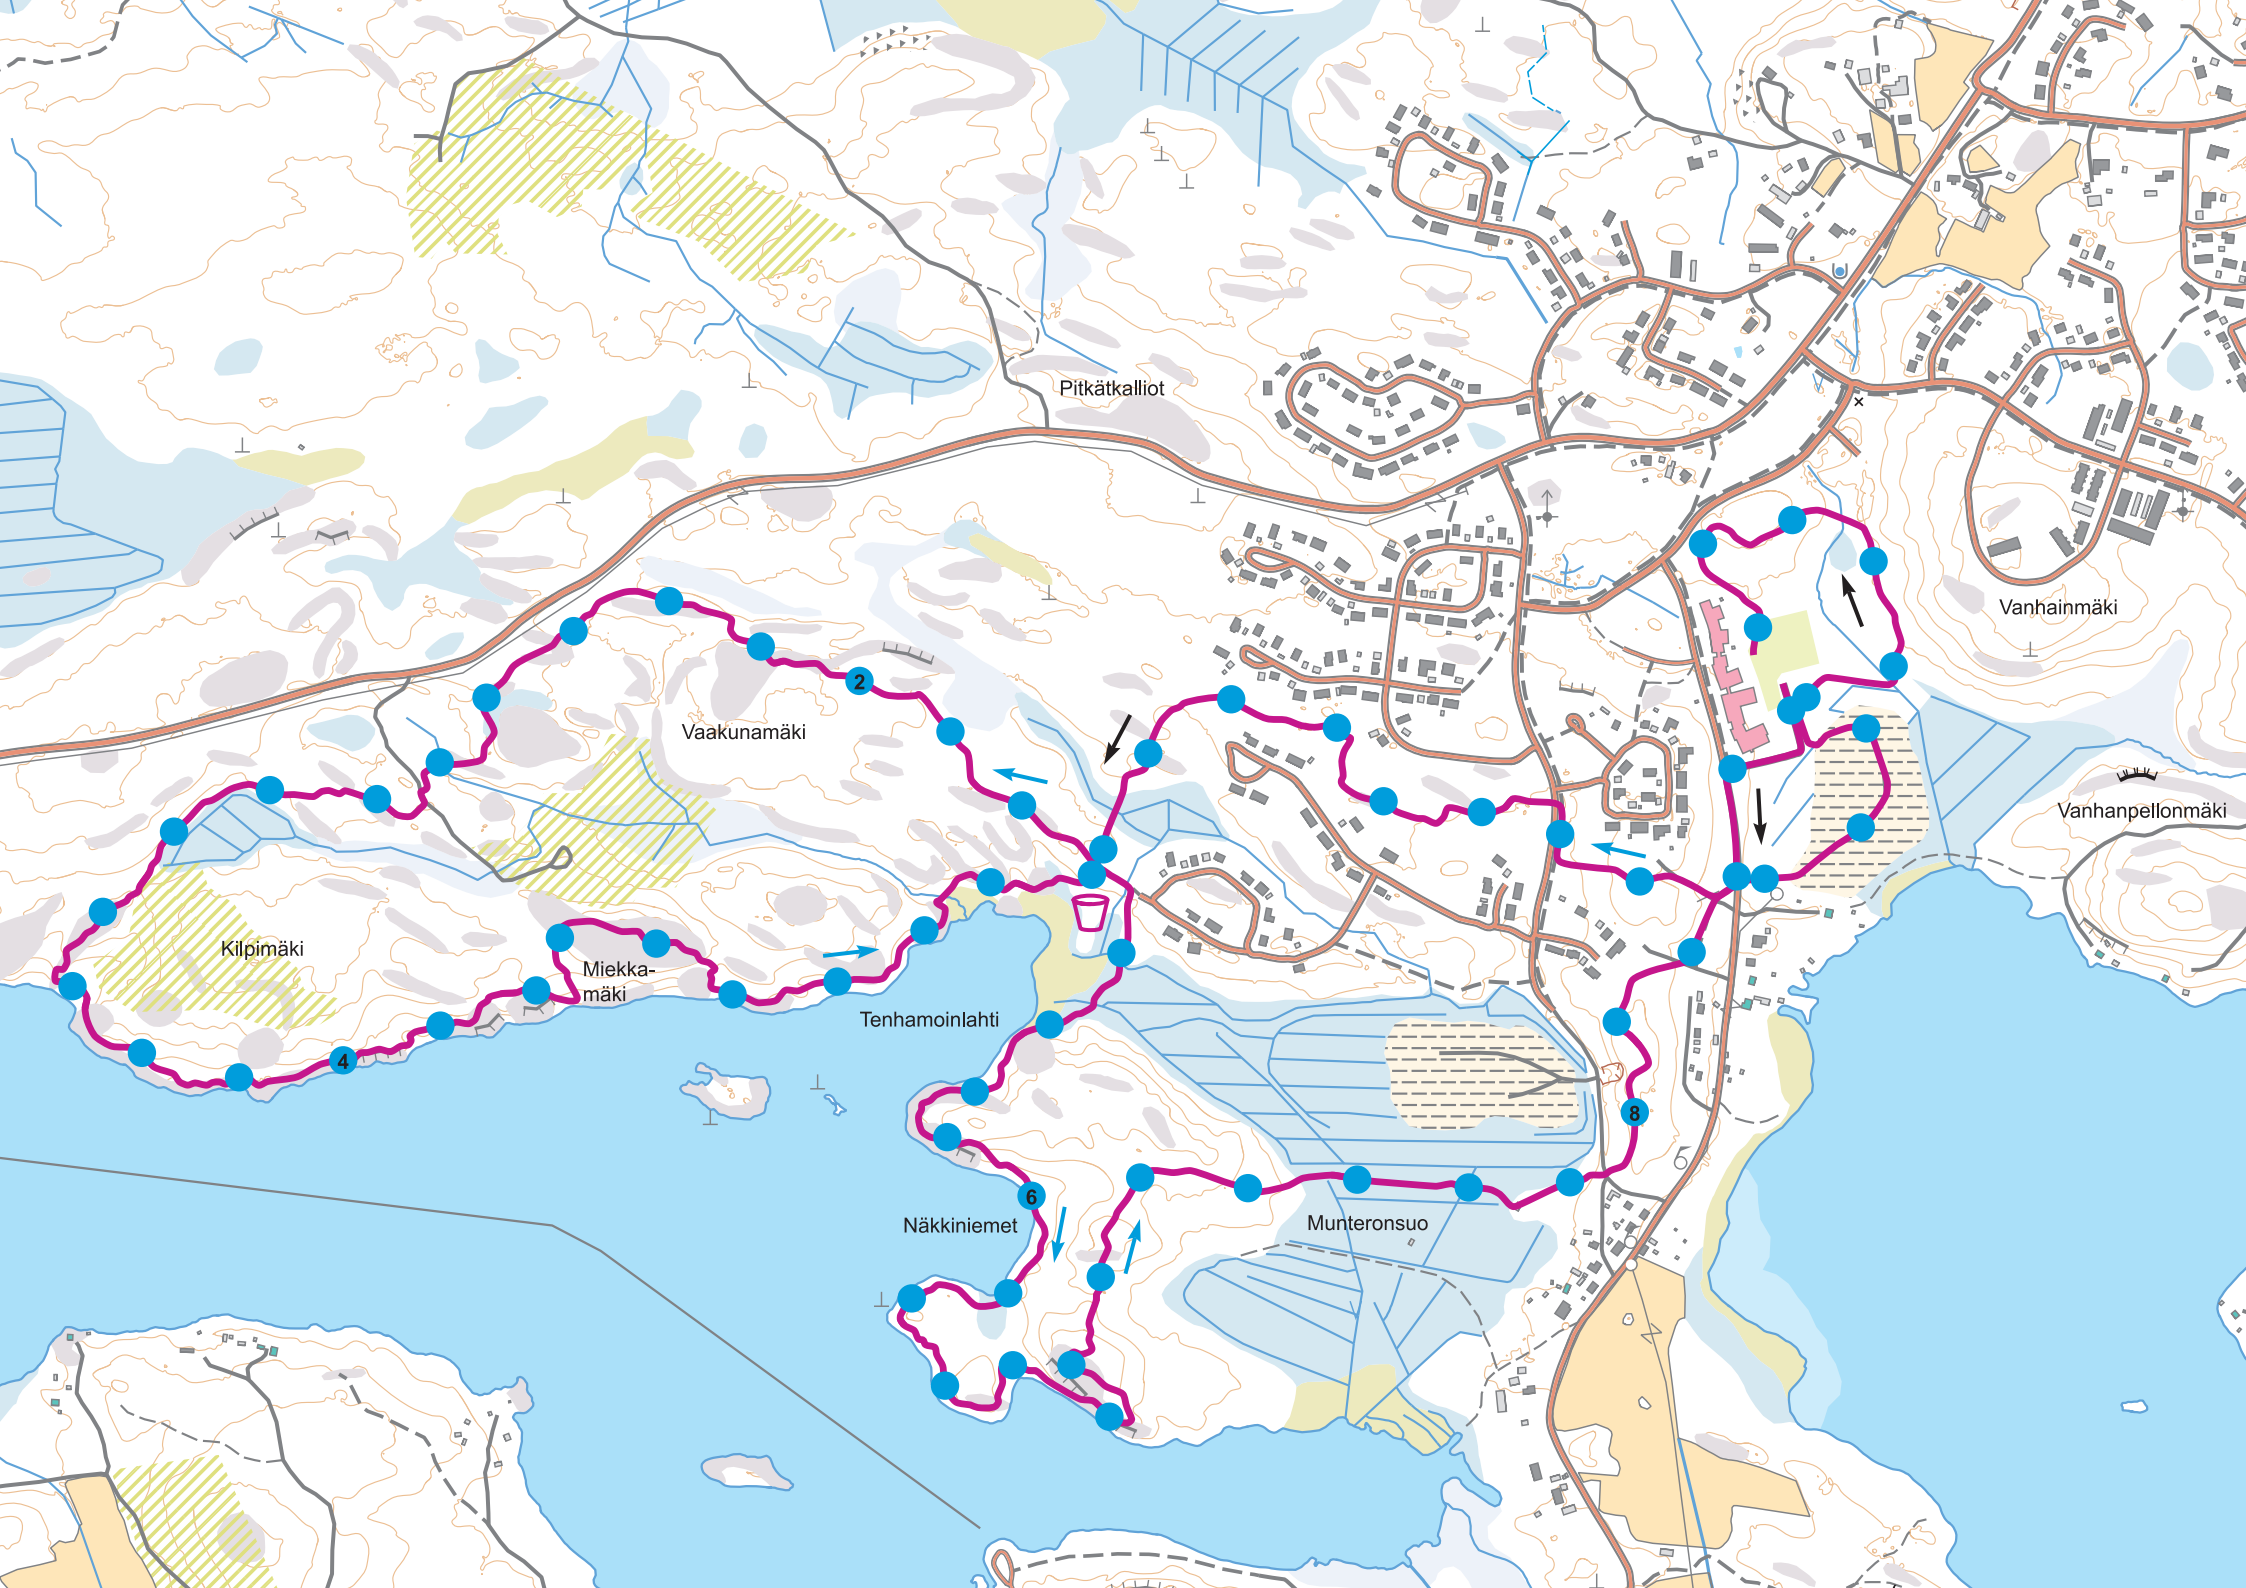 Pitkätkalliot
Vanhainmäki
2
Vaakunamäki
Vanhanpellonmäki
Kilpimäki
Miekka-
mäki
Tenhamoinlahti
4
8
6
Näkkiniemet
Munteronsuo